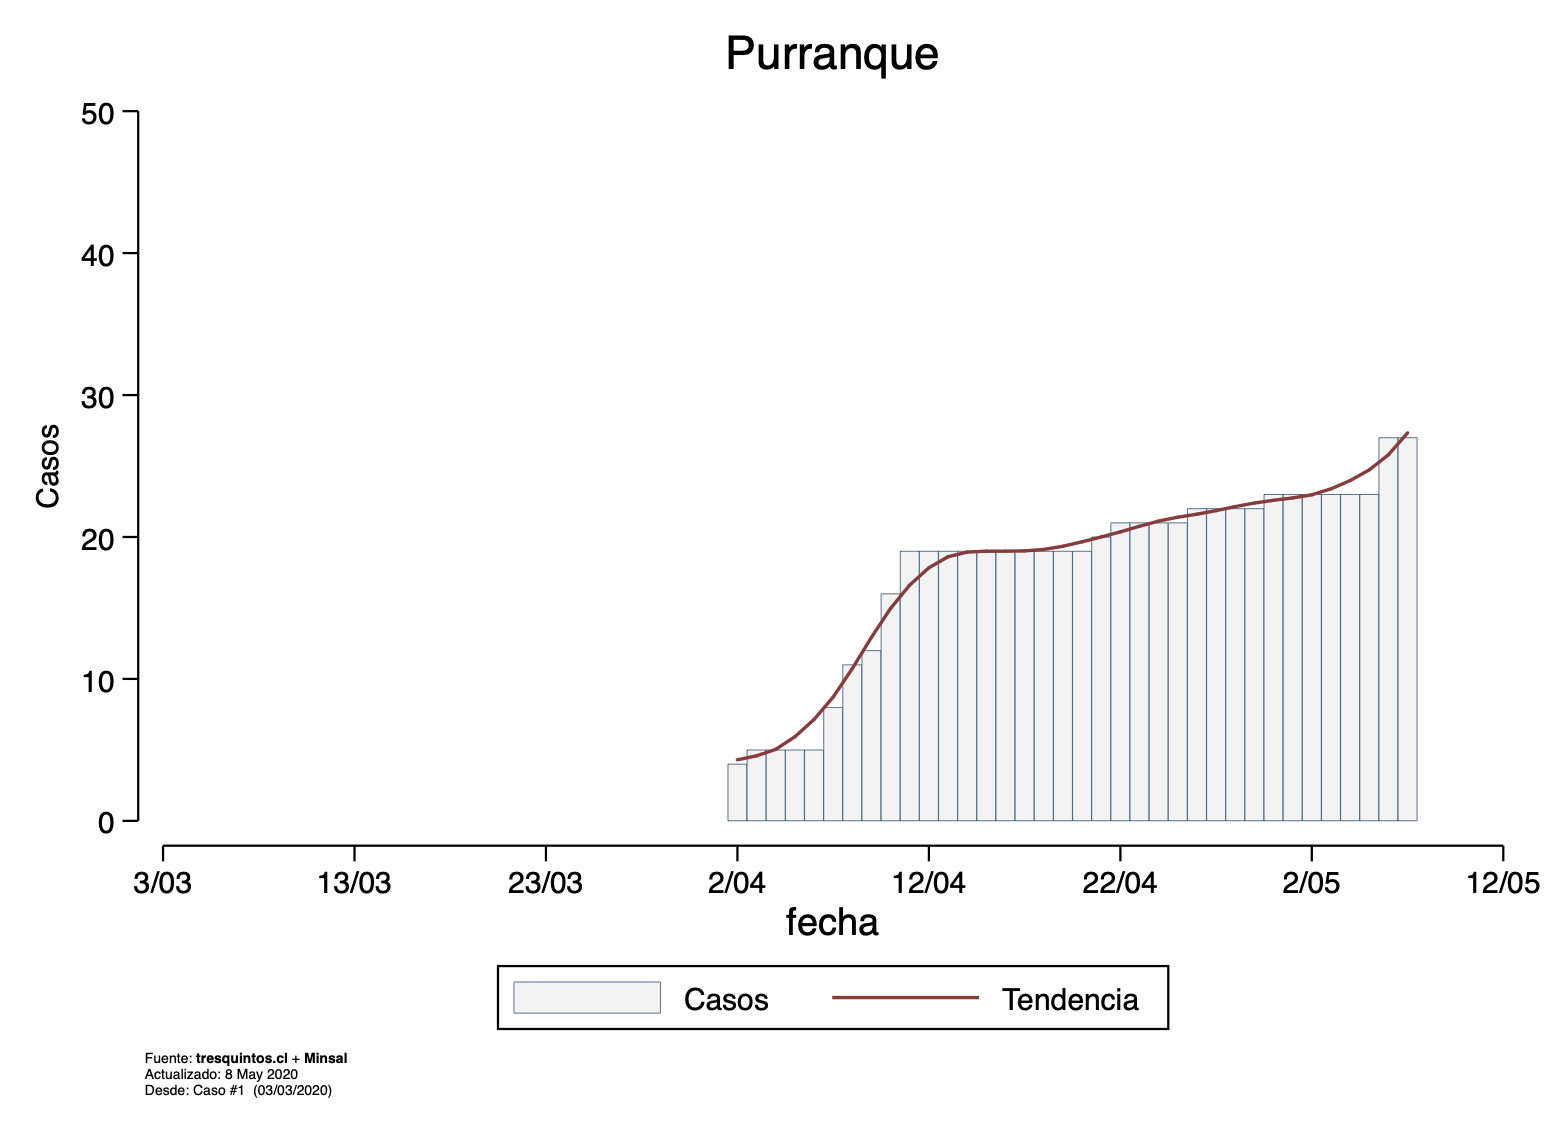 Purranque
50
40
30
20
10
0
Casos
3/03 13/03 23/03 2/04 12/04 22/04 2/05 12/05
fecha
Casos Tendencia
Fuente: tresquintos.cl + Minsal
Actualizado: 8 May 2020
Desde: Caso #1 (03/03/2020)